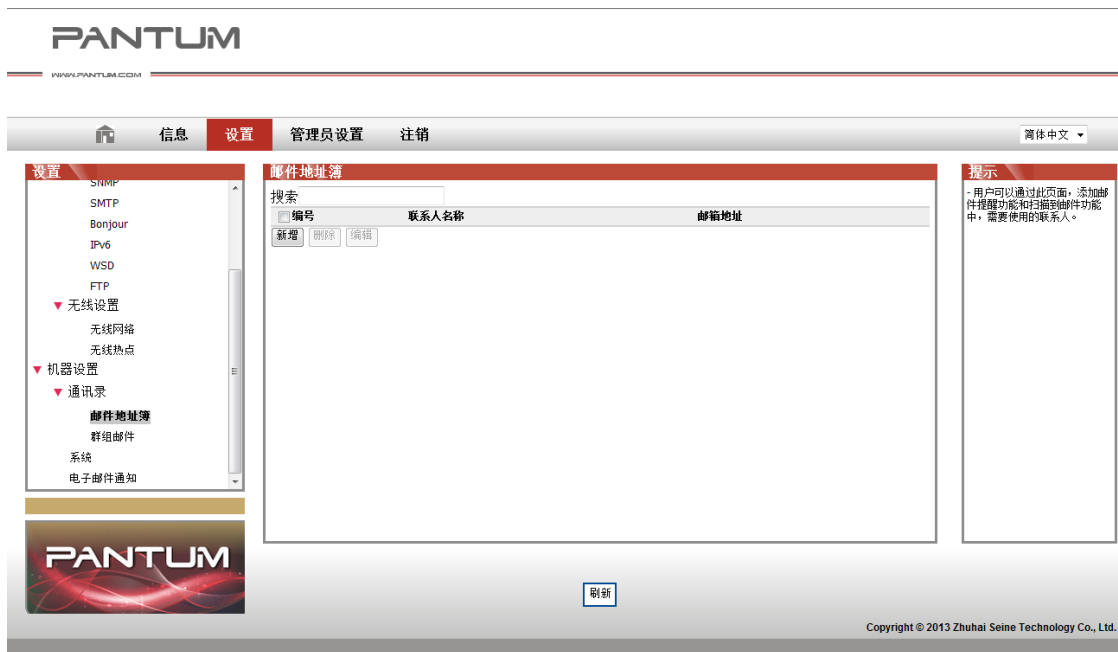 PANTUM
WWW.PANTUM.COM
信息 设置 管理员设置 注销 简体中文
设置
SNMP
SMTP
Bonjour
IPv6
WSD
FTP
无线设置
无线网络
无线热点
机器设置
通讯录
邮件地址簿
群组邮件
系统
电子邮件通知
PANTUM
邮件地址簿
搜索
编号 联系人名称 邮箱地址
新增 删除 编辑
刷新
提示
- 用户可以通过此页面，添加邮
件提醒功能和扫描到邮件功能
中，需要使用的联系人。
Copyright © 2013 Zhuhai Seine Technology Co., Ltd.